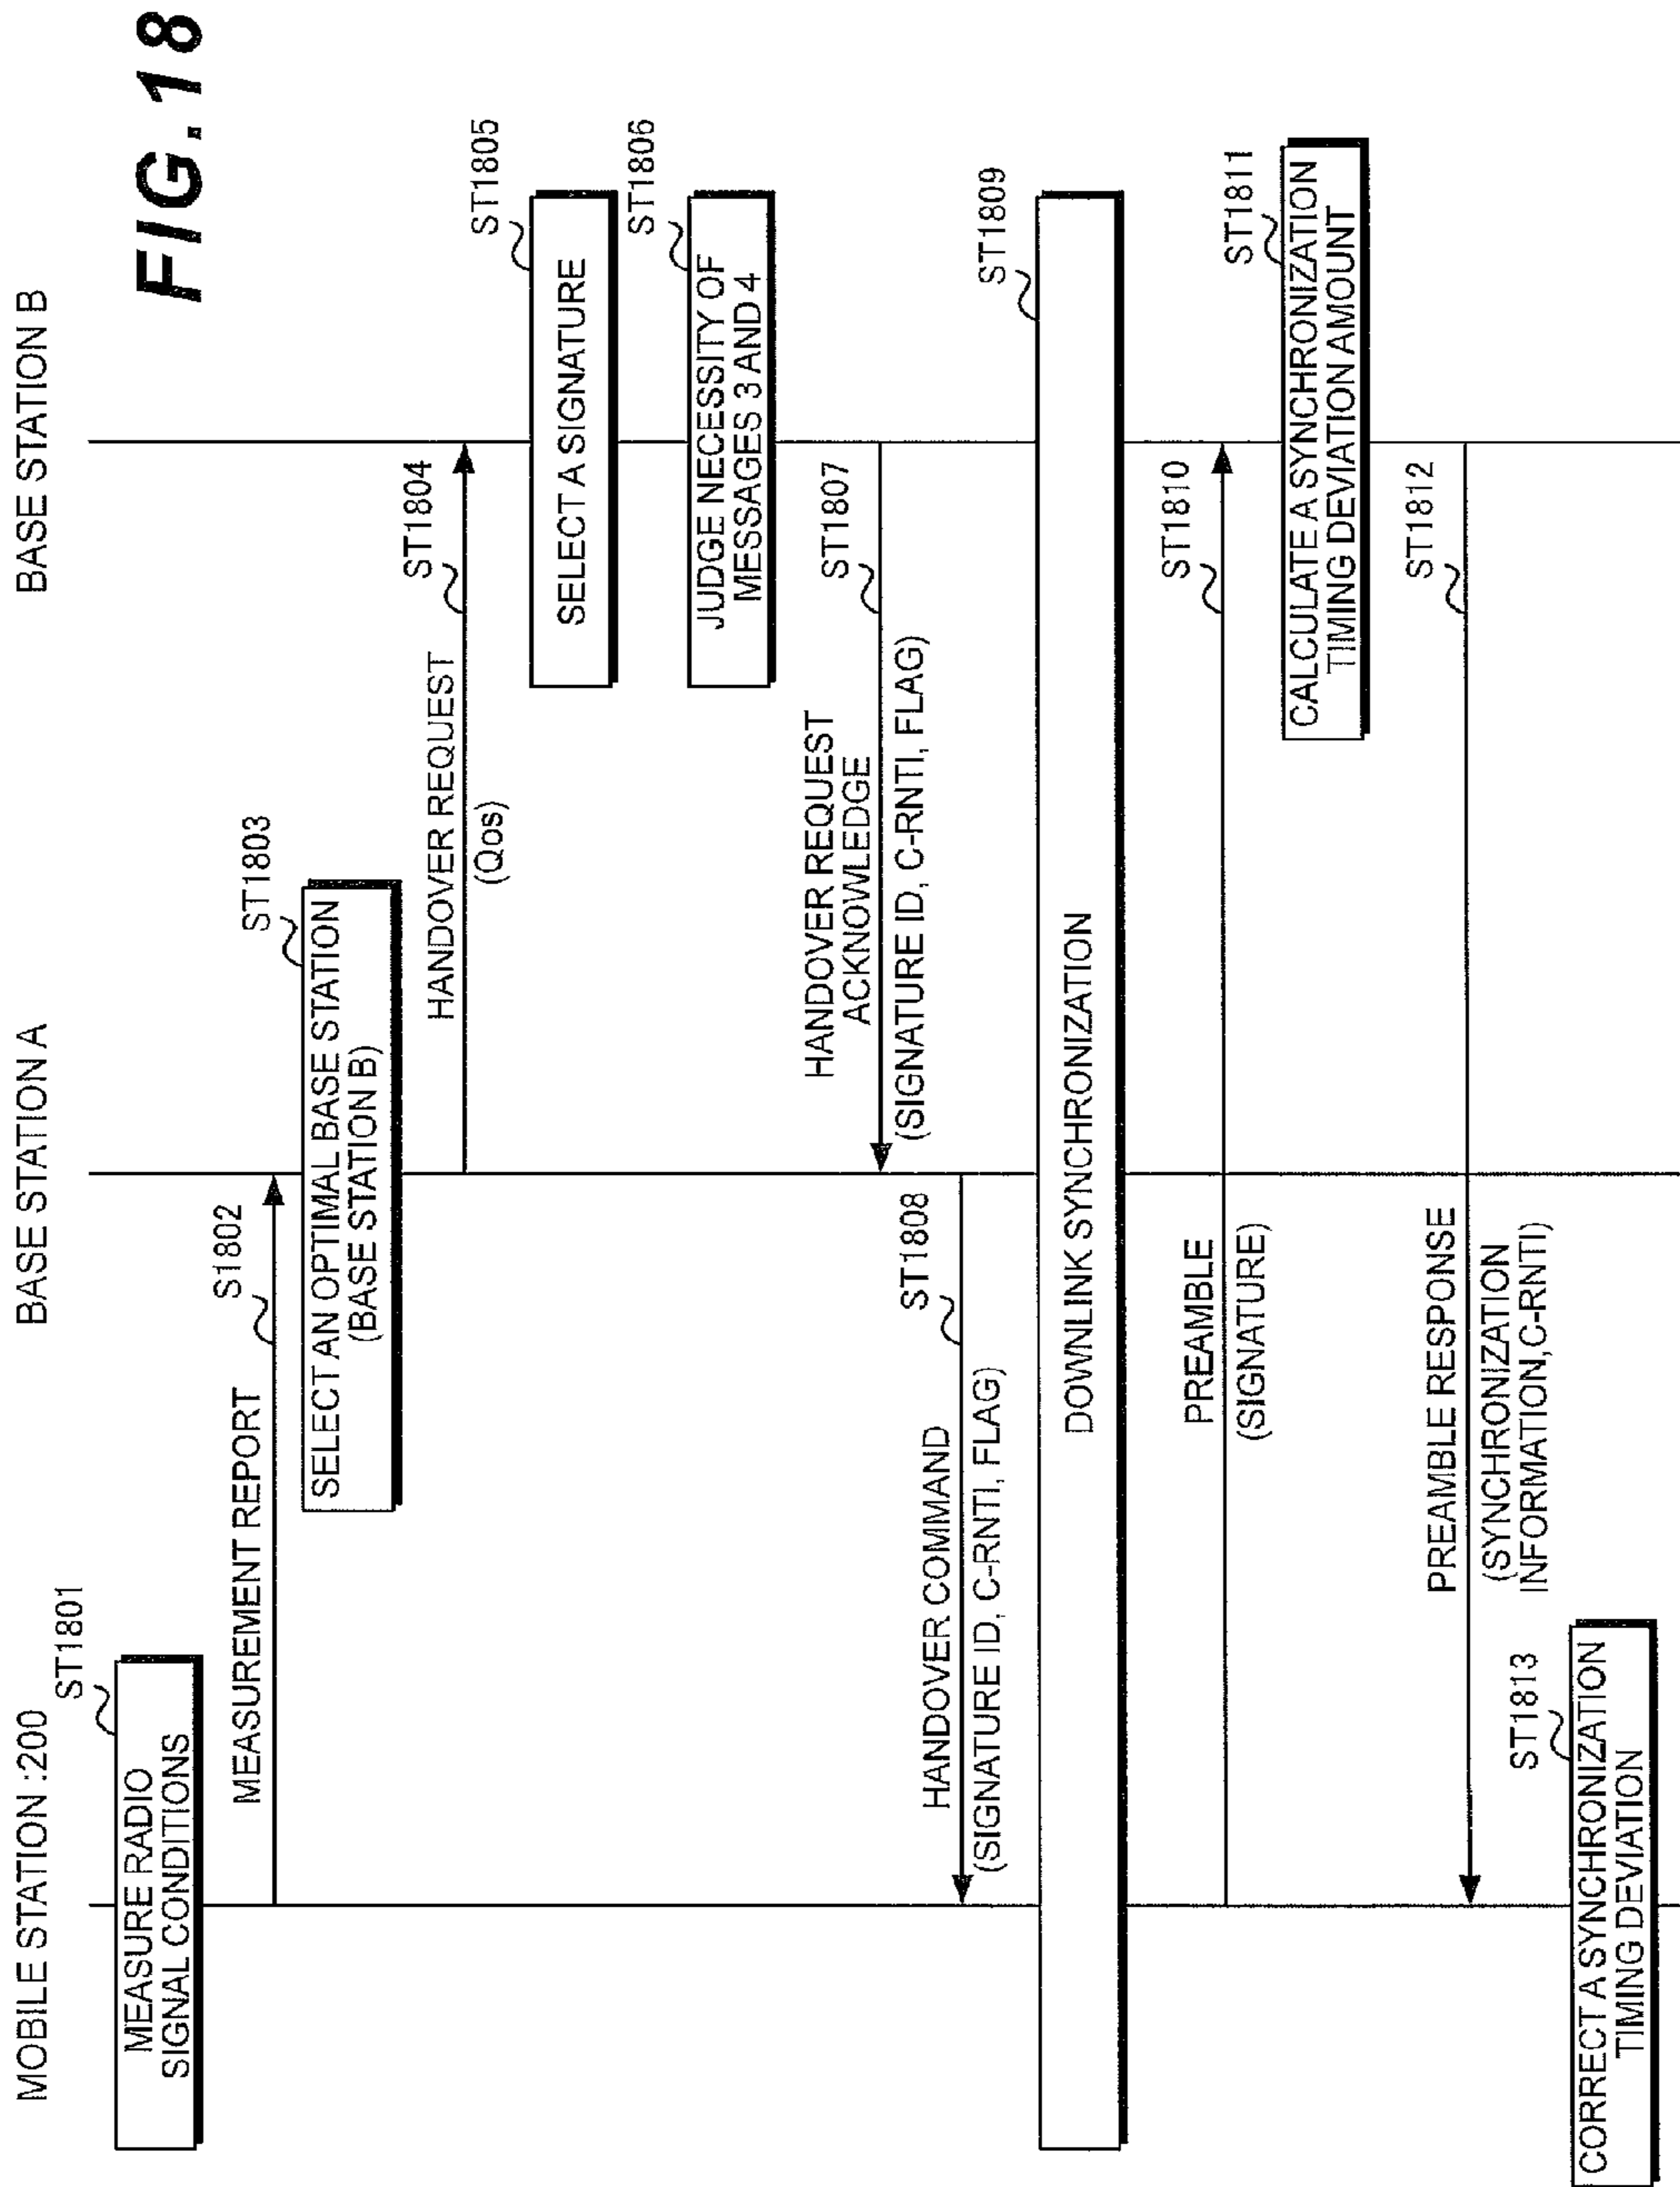 FIG.18
MOBILE STATION :200
BASE STATION A
BASE STATION B
ST1801
MEASURE RADIO
SIGNAL CONDITIONS
MEASUREMENT REPORT
S1802
ST1803
SELECT AN OPTIMAL BASE STATION
(BASE STATION B)
HANDOVER REQUEST
(Qos)
ST1804
ST1805
SELECT A SIGNATURE
ST1806
JUDGE NECESSITY OF
MESSAGES 3 AND 4
HANDOVER REQUEST
ACKNOWLEDGE
(SIGNATURE ID, C-RNTI, FLAG)
ST1807
HANDOVER COMMAND
(SIGNATURE ID, C-RNTI, FLAG)
ST1808
ST1809
DOWNLINK SYNCHRONIZATION
PREAMBLE
(SIGNATURE)
ST1810
ST1811
CALCULATE A SYNCHRONIZATION
TIMING DEVIATION AMOUNT
PREAMBLE RESPONSE
(SYNCHRONIZATION
INFORMATION,C-RNTI)
ST1812
ST1813
CORRECT A SYNCHRONIZATION
TIMING DEVIATION